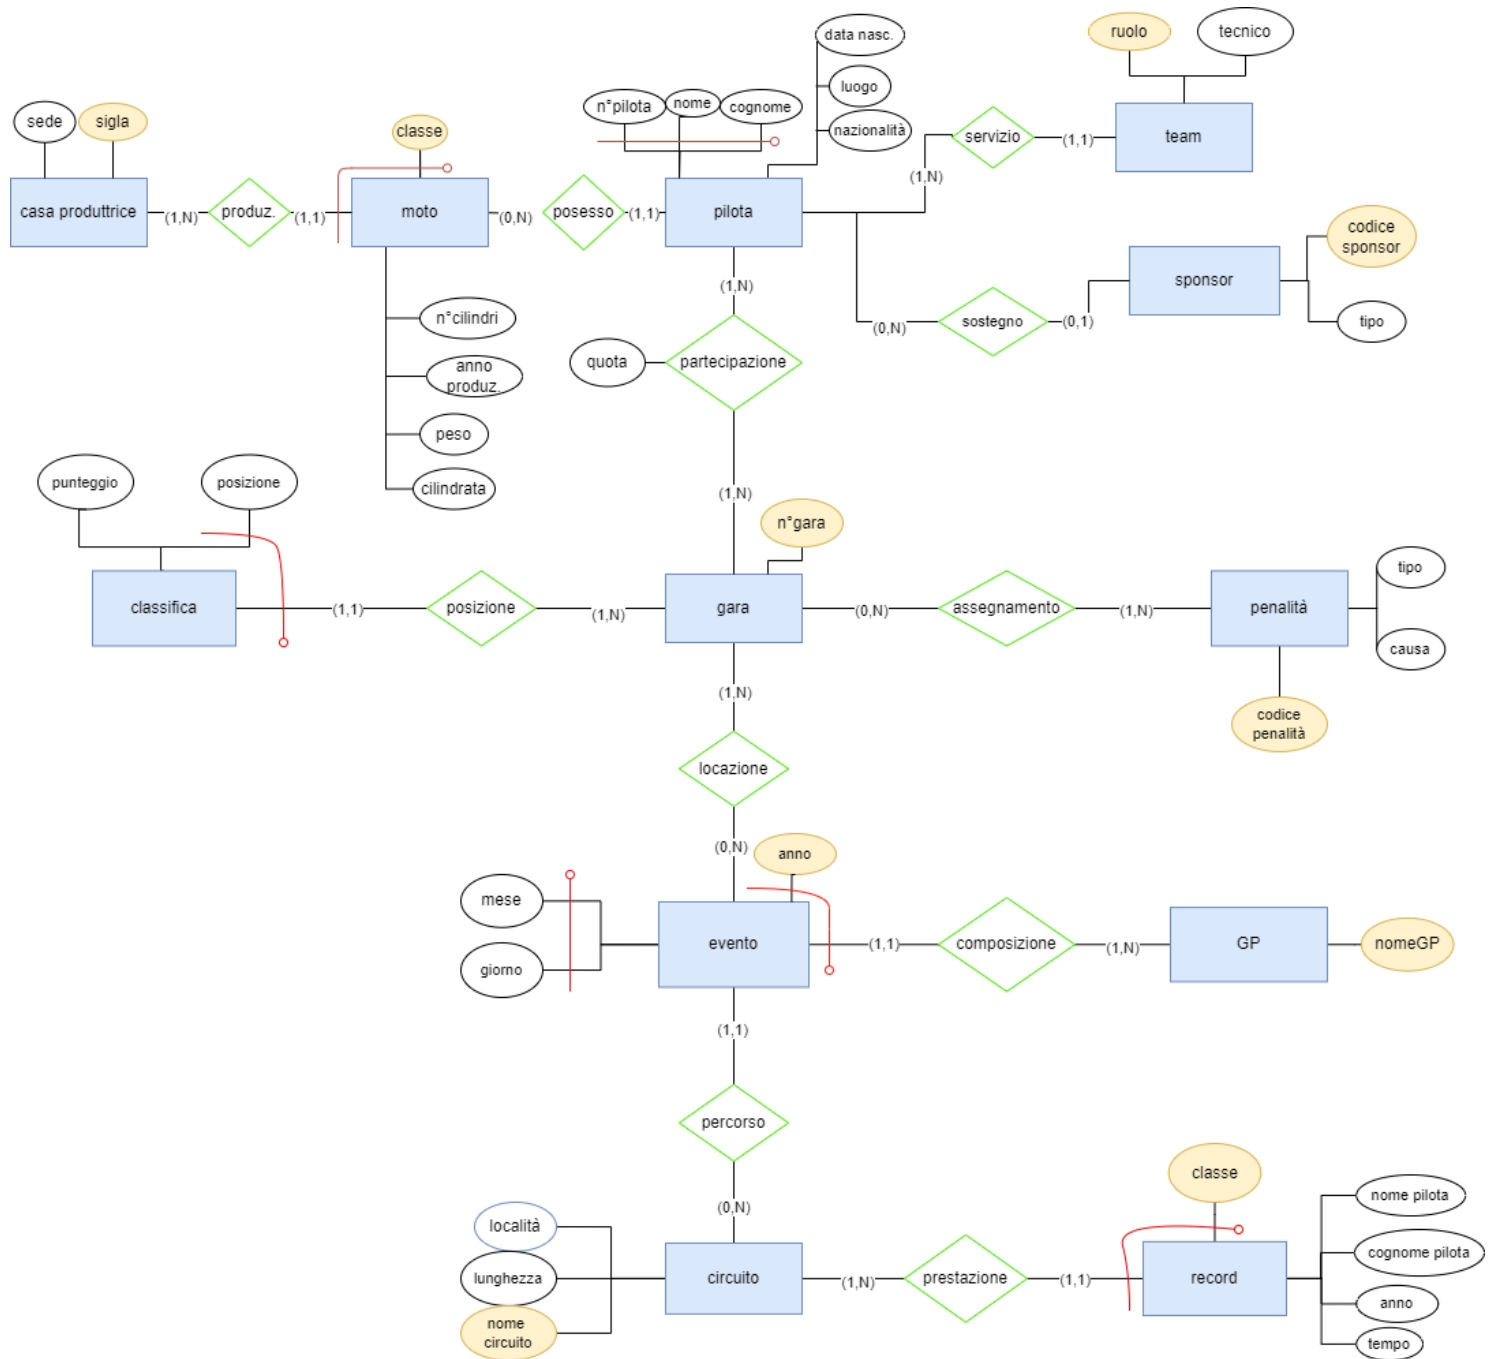 data nasc.
ruolo
tecnico
luogo
n°pilota
nome
cognome
sede
sigla
classe
nazionalità
servizio
(1,1)
team
(1,N)
casa produttrice
(1,N)
produz.
(1,1)
moto
(0,N)
posesso
(1,1)
pilota
codice
sponsor
sponsor
(1,N)
n°cilindri
(0,N)
sostegno
(0,1)
tipo
quota
partecipazione
anno
produz.
peso
punteggio
posizione
cilindrata
(1,N)
n°gara
tipo
classifica
(1,1)
posizione
(1,N)
gara
(0,N)
assegnamento
(1,N)
penalità
causa
(1,N)
codice
penalità
locazione
(0,N)
anno
mese
evento
(1,1)
composizione
(1,N)
GP
nomeGP
giorno
(1,1)
percorso
classe
nome pilota
(0,N)
località
cognome pilota
lunghezza
circuito
(1,N)
prestazione
(1,1)
record
anno
nome
circuito
tempo